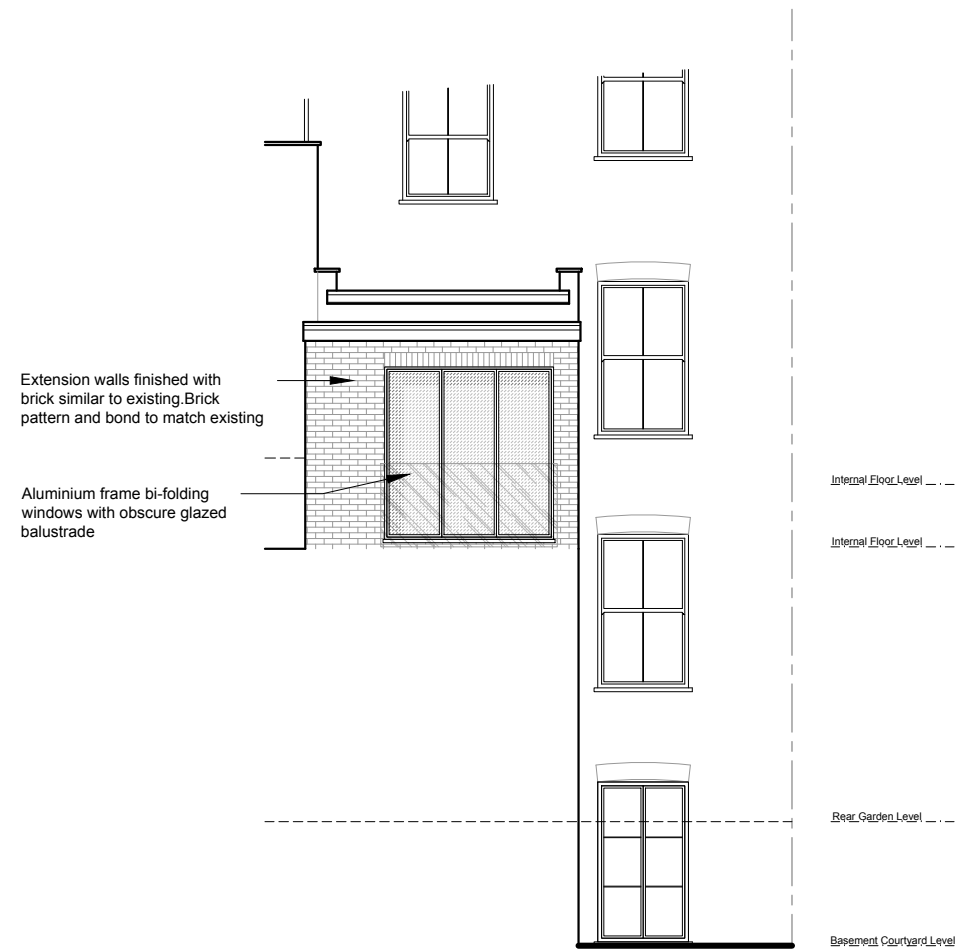 Extension walls finished with
brick similar to existing.Brick
pattern and bond to match existing
Aluminium frame bi-folding
windows with obscure glazed
balustrade
Internal Floor Level
Internal Floor Level
Rear Garden Level
Basement Courtyard Level